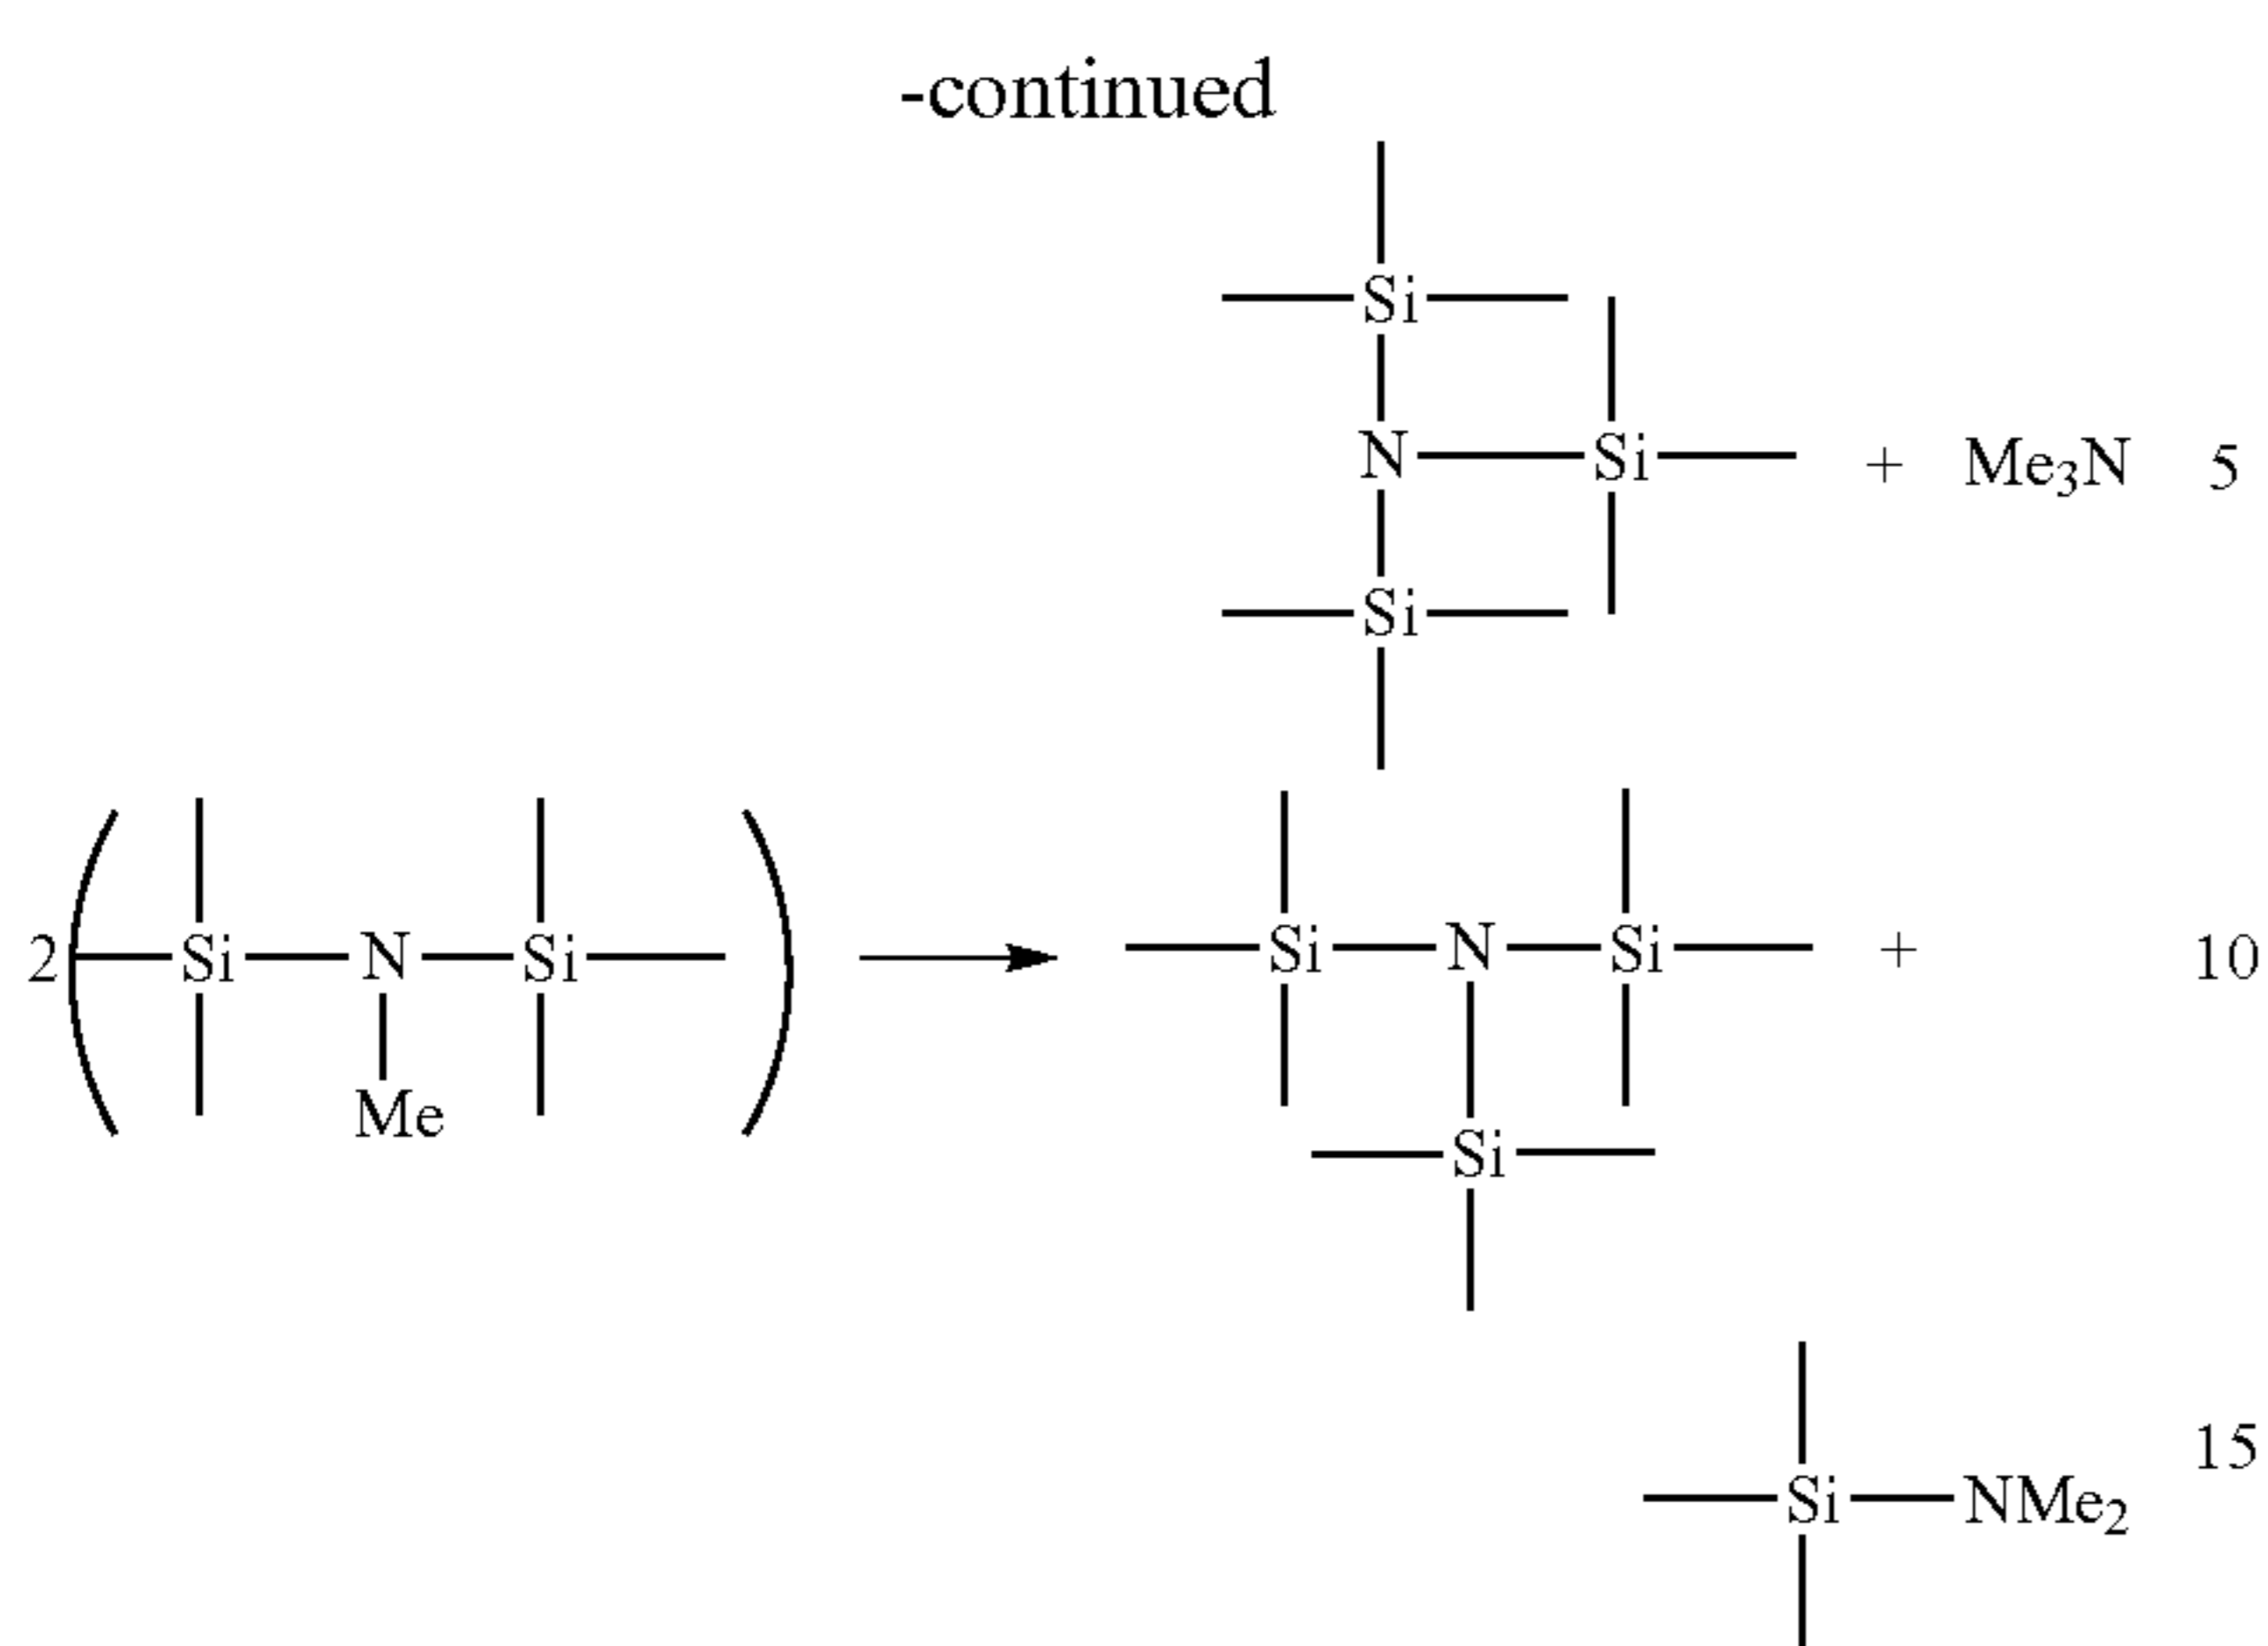 -continued
Si
N Si + Me₃N 5
Si
2 Si N Si Si N Si + 10
Me
Si
15
Si NMe₂